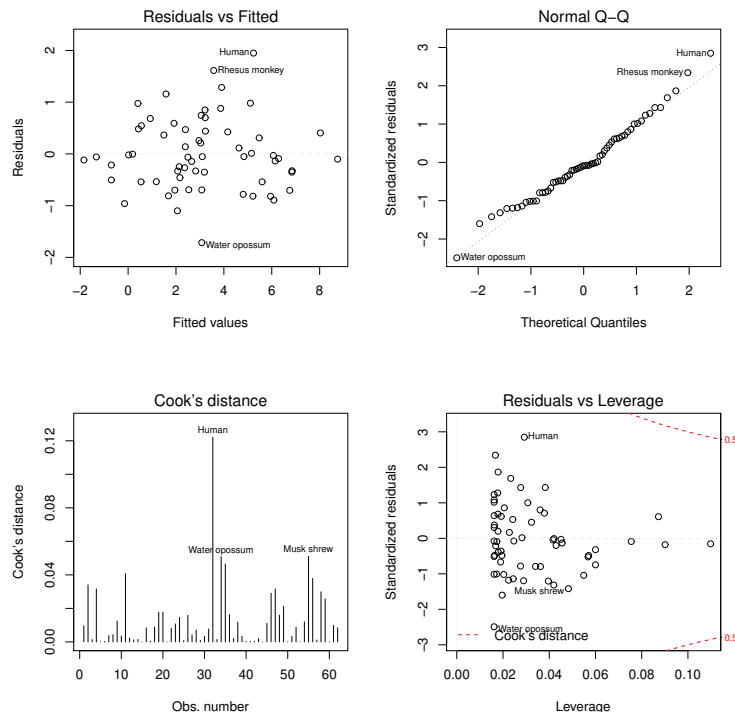 Residuals vs Fitted
Residuals
2
1
0
−1
−2
Human
Rhesus monkey
Water opossum
−2 0 2 4 6 8
Fitted values
Normal Q−Q
Standardized residuals
3
2
1
0
−1
−2
Human
Rhesus monkey
Water opossum
−2 −1 0 1 2
Theoretical Quantiles
Cook's distance
Cook's distance
0.12
0.08
0.04
0.00
Human
Water opossum
Musk shrew
0 10 20 30 40 50 60
Obs. number
Residuals vs Leverage
Standardized residuals
3
2
1
0
−1
−2
−3
Human
0.5
Musk shrew
Water opossum
Cook's distance
0.5
0.00 0.02 0.04 0.06 0.08 0.10
Leverage